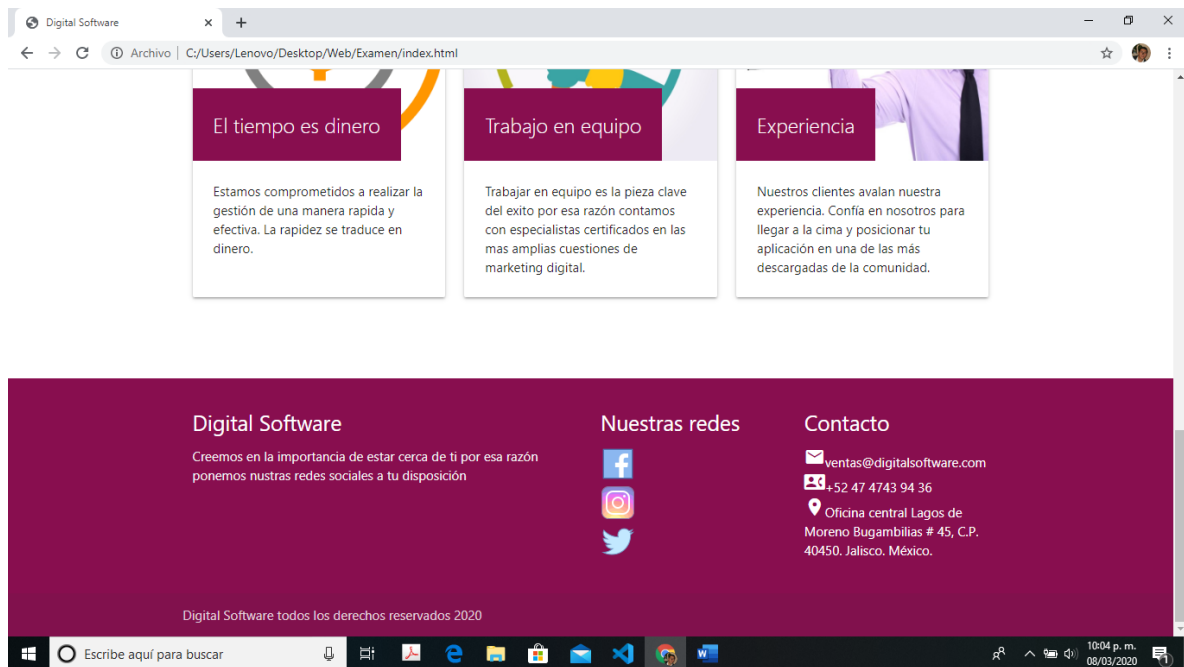 Digital Software
Archivo
C:/Users/Lenovo/Desktop/Web/Examen/index.html
El tiempo es dinero
Trabajo en equipo
Experiencia
Estamos comprometidos a realizar la
gestión de una manera rapida y
efectiva. La rapidez se traduce en
dinero.
Trabajar en equipo es la pieza clave
del exito por esa razón contamos
con especialistas certificados en las
mas amplias cuestiones de
marketing digital.
Nuestros clientes avalan nuestra
experiencia. Confía en nosotros para
llegar a la cima y posicionar tu
aplicación en una de las más
descargadas de la comunidad.
Digital Software
Creemos en la importancia de estar cerca de ti por esa razón
ponemos nustras redes sociales a tu disposición
Nuestras redes
Contacto
ventas@digitalsoftware.com
+52 47 4743 94 36
Oficina central Lagos de
Moreno Bugambilias # 45, C.P.
40450. Jalisco. México.
Digital Software todos los derechos reservados 2020
Escribe aquí para buscar
10:04 p. m.
08/03/2020